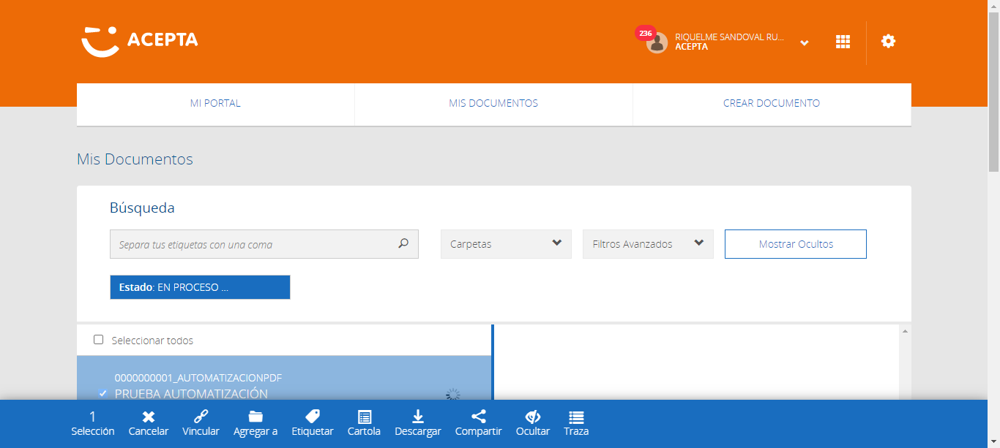 ACEPTA
236
RIQUELME SANDOVAL RU...
ACEPTA
MI PORTAL
MIS DOCUMENTOS
CREAR DOCUMENTO
Mis Documentos
Búsqueda
Separa tus etiquetas con una coma
Carpetas
Filtros Avanzados
Mostrar Ocultos
Estado: EN PROCESO ...
Seleccionar todos
0000000001_AUTOMATIZACIONPDF
PRUEBA AUTOMATIZACIÓN
1
Selección
Cancelar
Vincular
Agregar a
Etiquetar
Cartola
Descargar
Compartir
Ocultar
Traza